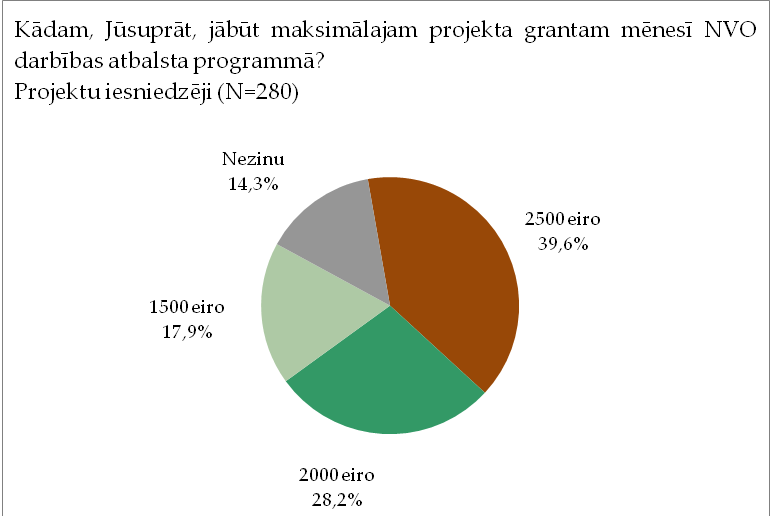 Kādam, Jūsuprāt, jābūt maksimālajam projekta grantam mēnesī NVO
darbības atbalsta programmā?
Projektu iesniedzēji (N=280)
Nezinu
14,3%
2500 eiro
39,6%
1500 eiro
17,9%
2000 eiro
28,2%